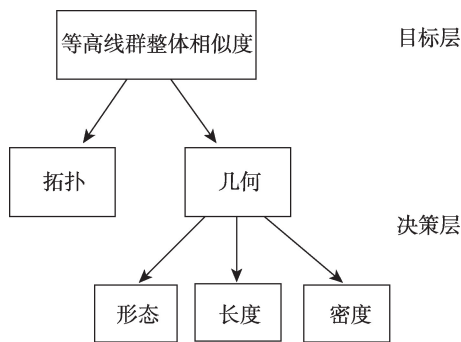 等高线群整体相似度
目标层
拓扑
几何
决策层
形态
长度
密度